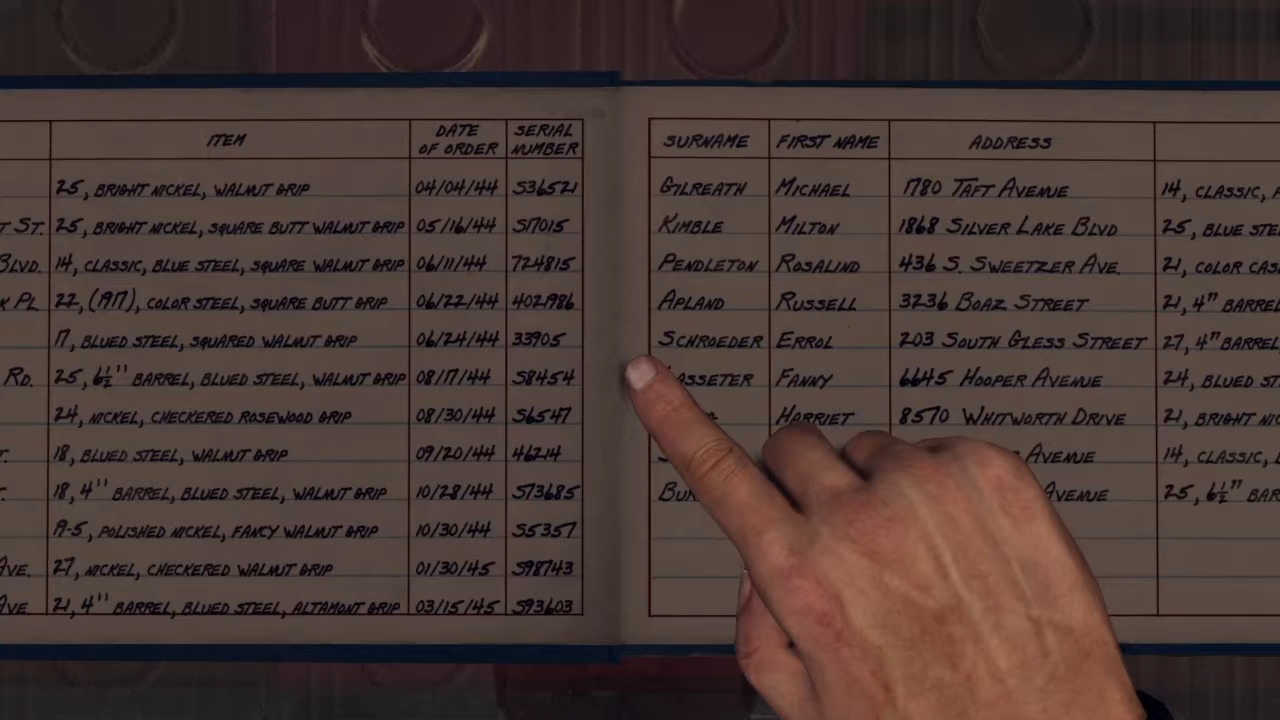 ITEM DATE OF ORDER SERIAL NUMBER
25, BRIGHT NICKEL, WALNUT GRIP 04/04/44 S36521
T ST. 25, BRIGHT NICKEL, SQUARE BUTT WALNUT GRIP 05/16/44 S17015
BLVD. 14, CLASSIC, BLUE STEEL, SQUARE WALNUT GRIP 06/11/44 724815
K PL 22, (1917), COLOR STEEL, SQUARE BUTT GRIP 06/22/44 4021986
17, BLUED STEEL, SQUARED WALNUT GRIP 06/24/44 33905
RD. 25, 6½" BARREL, BLUED STEEL, WALNUT GRIP 08/17/44 S8454
24, NICKEL, CHECKERED ROSEWOOD GRIP 08/30/44 S6547
T. 18, BLUED STEEL, WALNUT GRIP 09/20/44 46214
T. 18, 4" BARREL, BLUED STEEL, WALNUT GRIP 10/28/44 S73685
A-5, POLISHED NICKEL, FANCY WALNUT GRIP 10/30/44 S5357
AVE. 27, NICKEL, CHECKERED WALNUT GRIP 01/30/45 S98743
AVE 21, 4" BARREL, BLUED STEEL, ALTAMONT GRIP 03/15/45 S93603
SURNAME FIRST NAME ADDRESS
GILREATH MICHAEL 1780 TAFT AVENUE 14, CLASSIC,
KIMBLE MILTON 1868 SILVER LAKE BLVD 25, BLUE STE
PENDLETON ROSALIND 436 S. SWEETZER AVE. 21, COLOR CAS
APLAND RUSSELL 3236 BOAZ STREET 21, 4" BARREL
SCHROEDER ERROL 203 SOUTH GLESS STREET 27, 4" BARREL
ASSETER FANNY 6645 HOOPER AVENUE 24, BLUED ST
HARRIET 8570 WHITWORTH DRIVE 21, BRIGHT NIC
AVENUE 14, CLASSIC,
BUR AVENUE 25, 6½" BAR